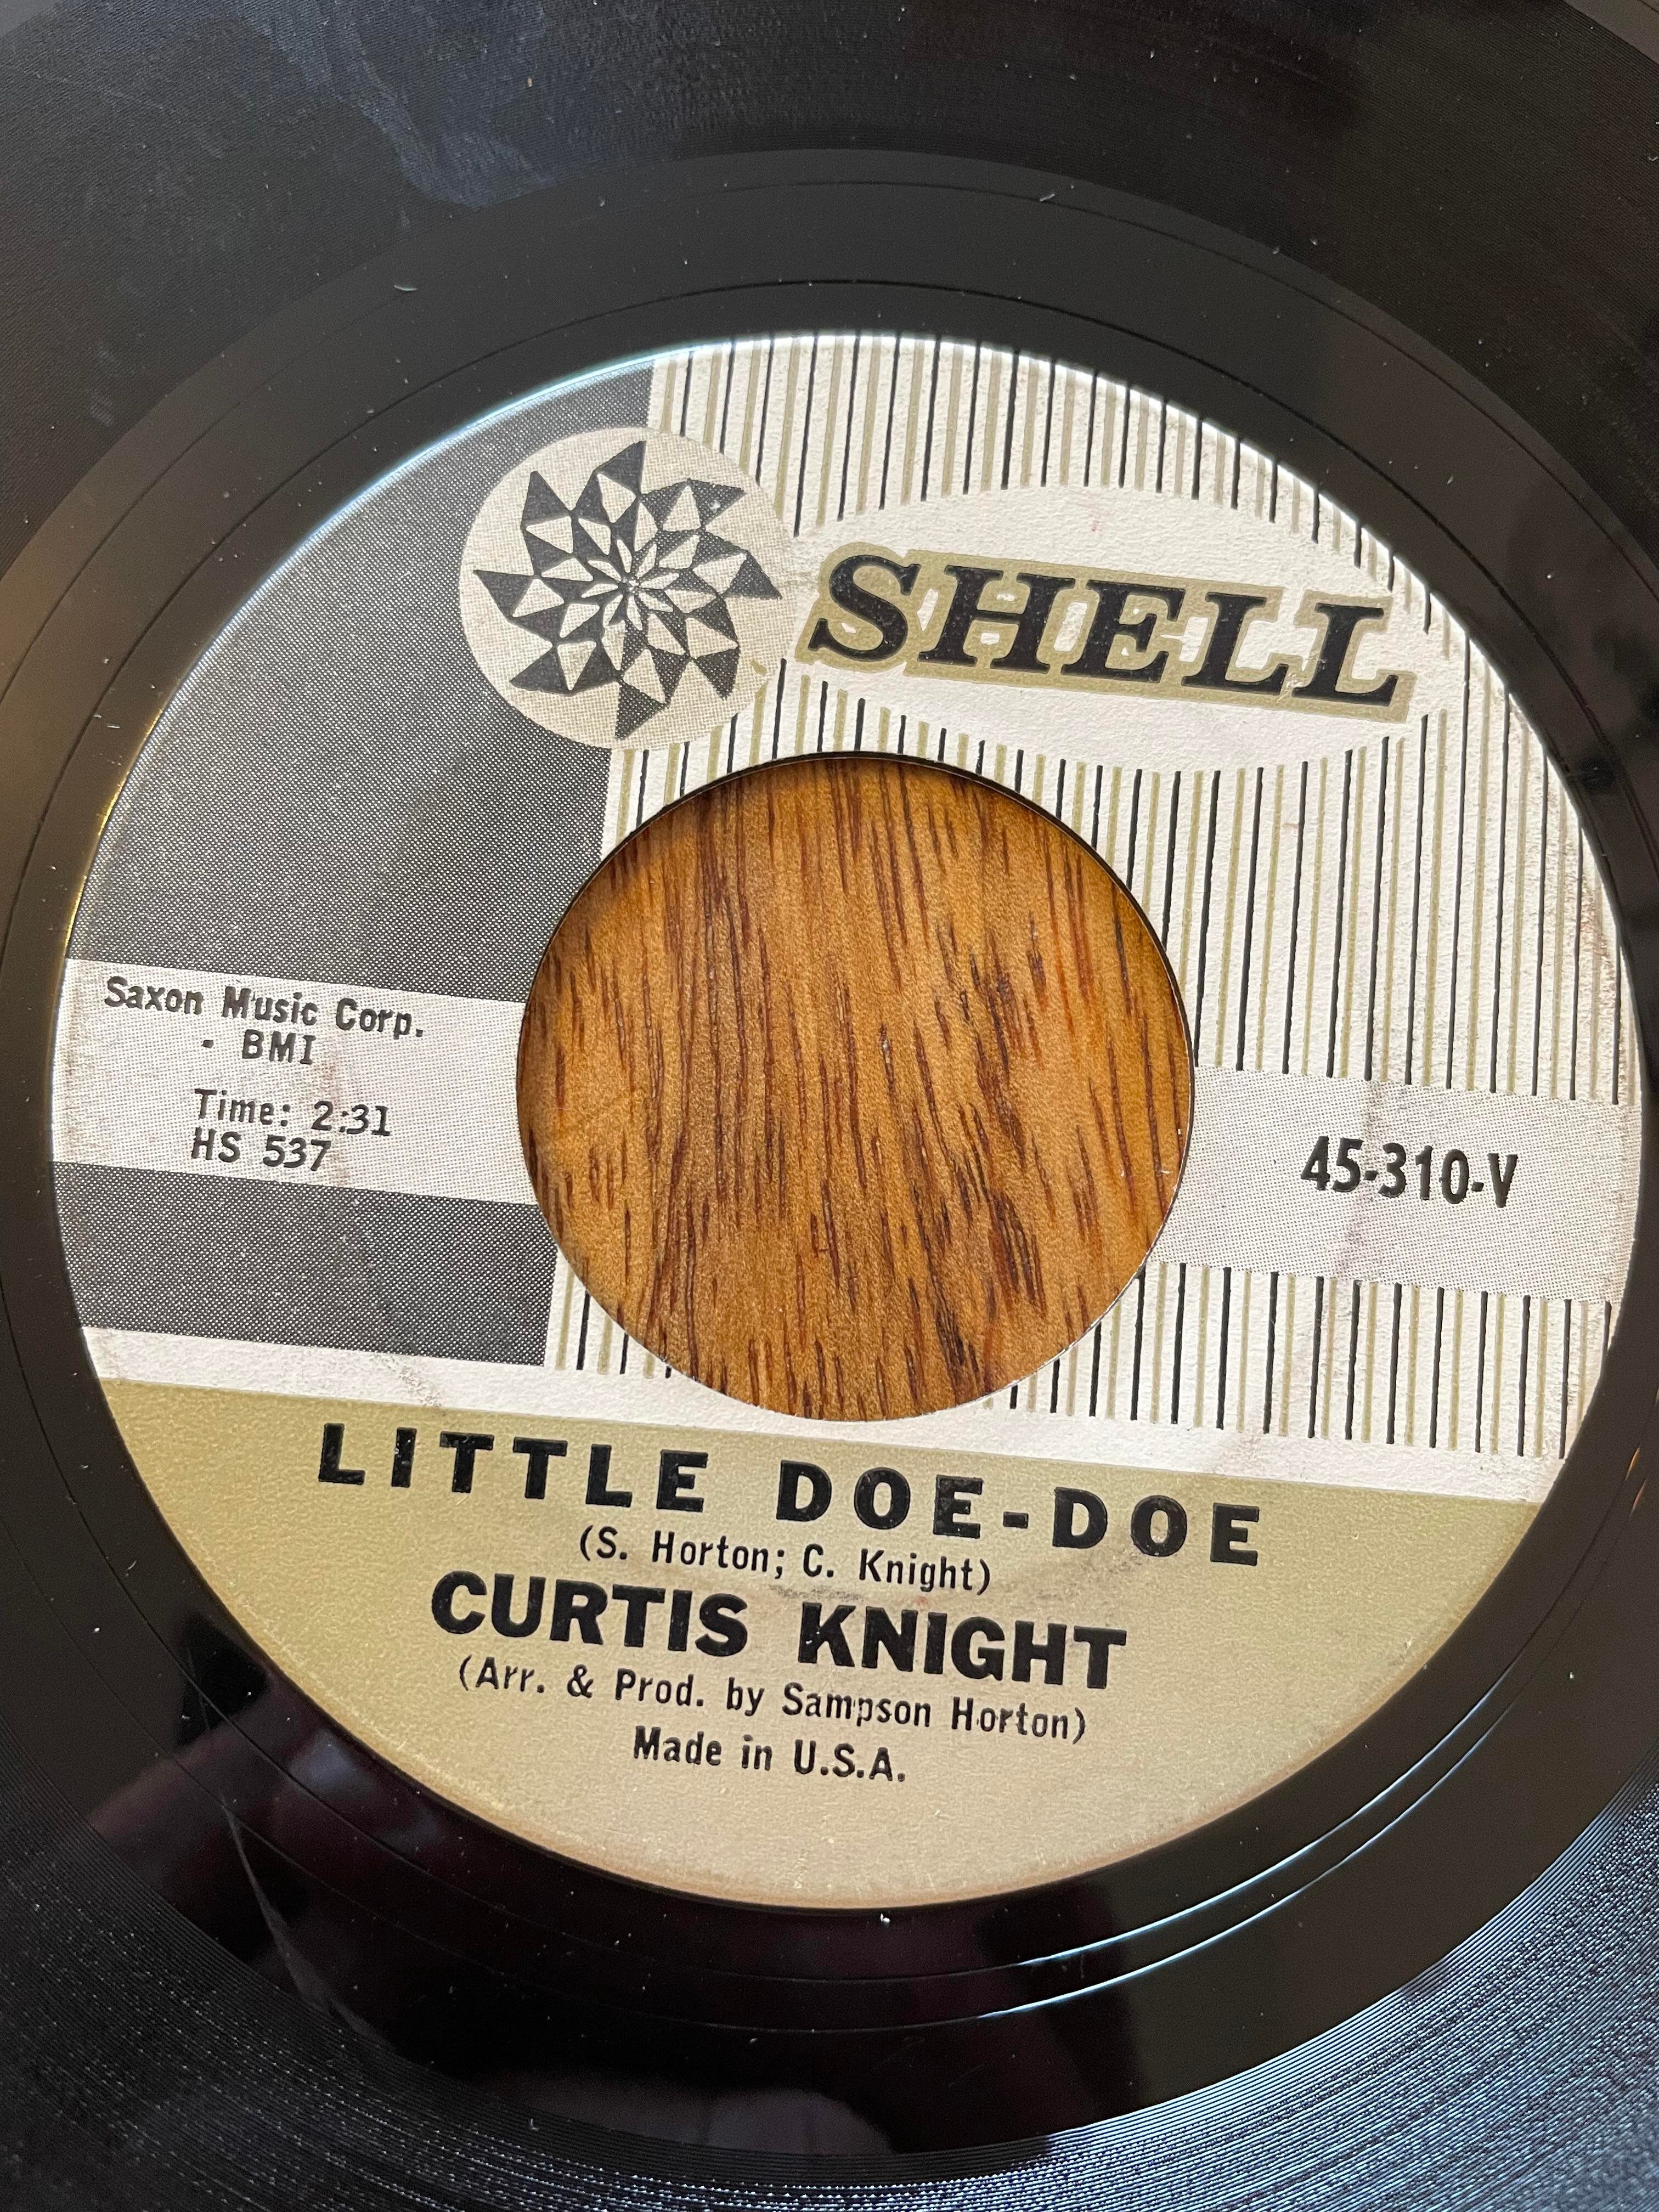 SHELL
Saxon Music Corp.
- BMI
Time: 2:31
HS 537
45-310-V
LITTLE DOE-DOE
(S. Horton; C. Knight)
CURTIS KNIGHT
(Arr. & Prod. by Sampson Horton)
Made in U.S.A.